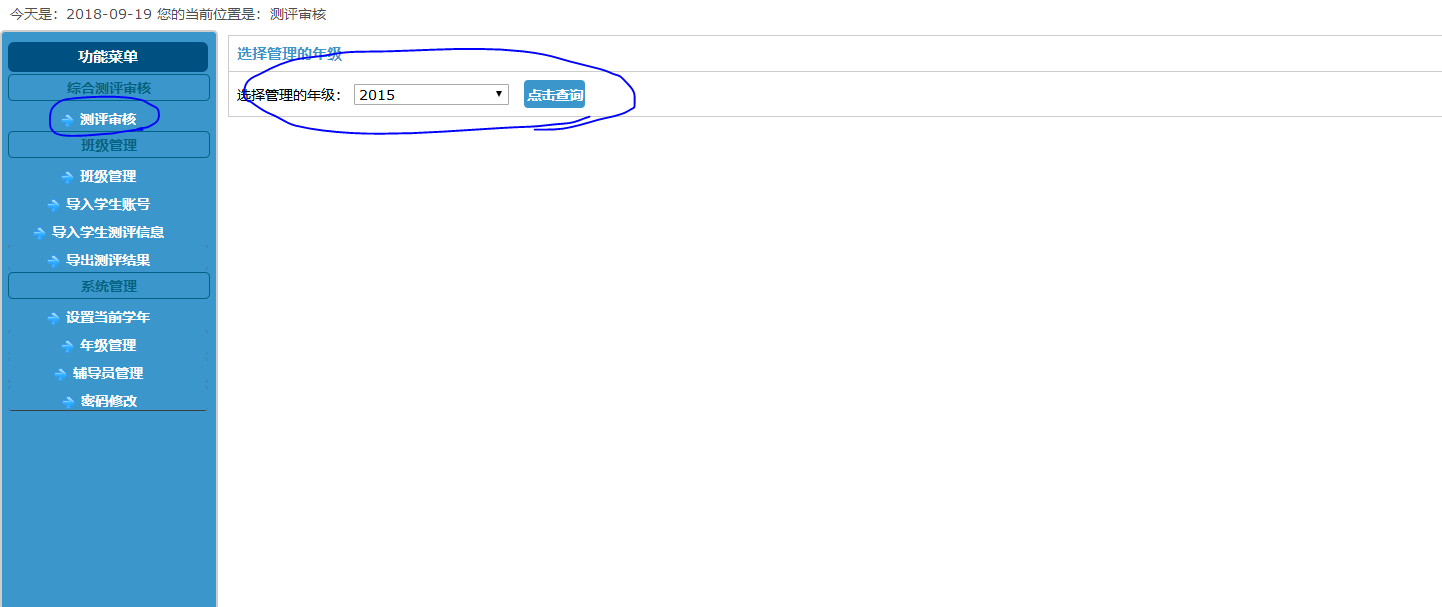 今天是：2018-09-19 您的当前位置是：测评审核
功能菜单
综合测评审核
测评审核
班级管理
班级管理
导入学生账号
导入学生测评信息
导出测评结果
系统管理
设置当前学年
年级管理
辅导员管理
密码修改
选择管理的年级
选择管理的年级： 2015 点击查询